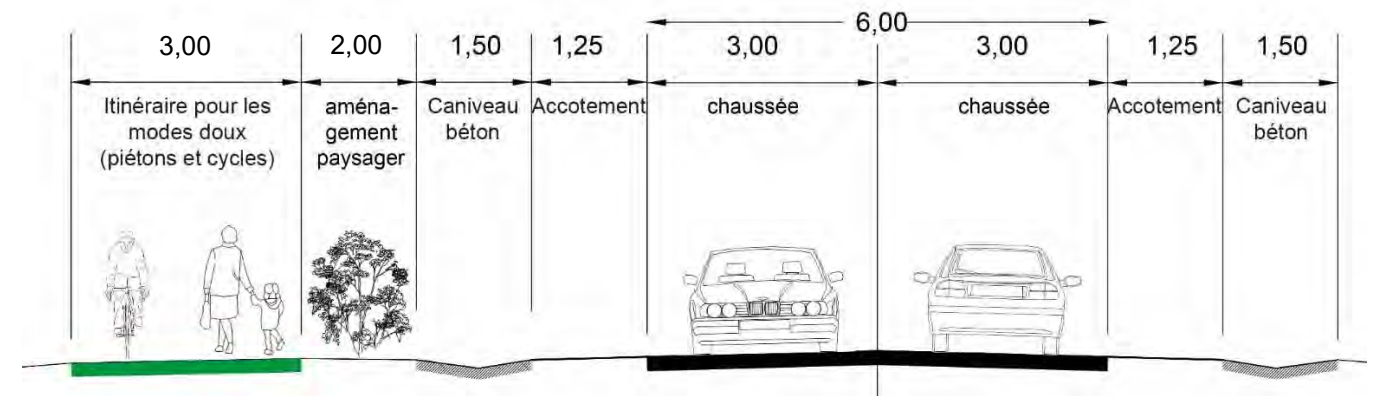 6,00
3,00 2,00 1,50 1,25 3,00 3,00 1,25 1,50
Itinéraire pour les
modes doux
(piétons et cycles)
aména-
gement
paysager
Caniveau
béton
Accotement
chaussée
chaussée
Accotement
Caniveau
béton